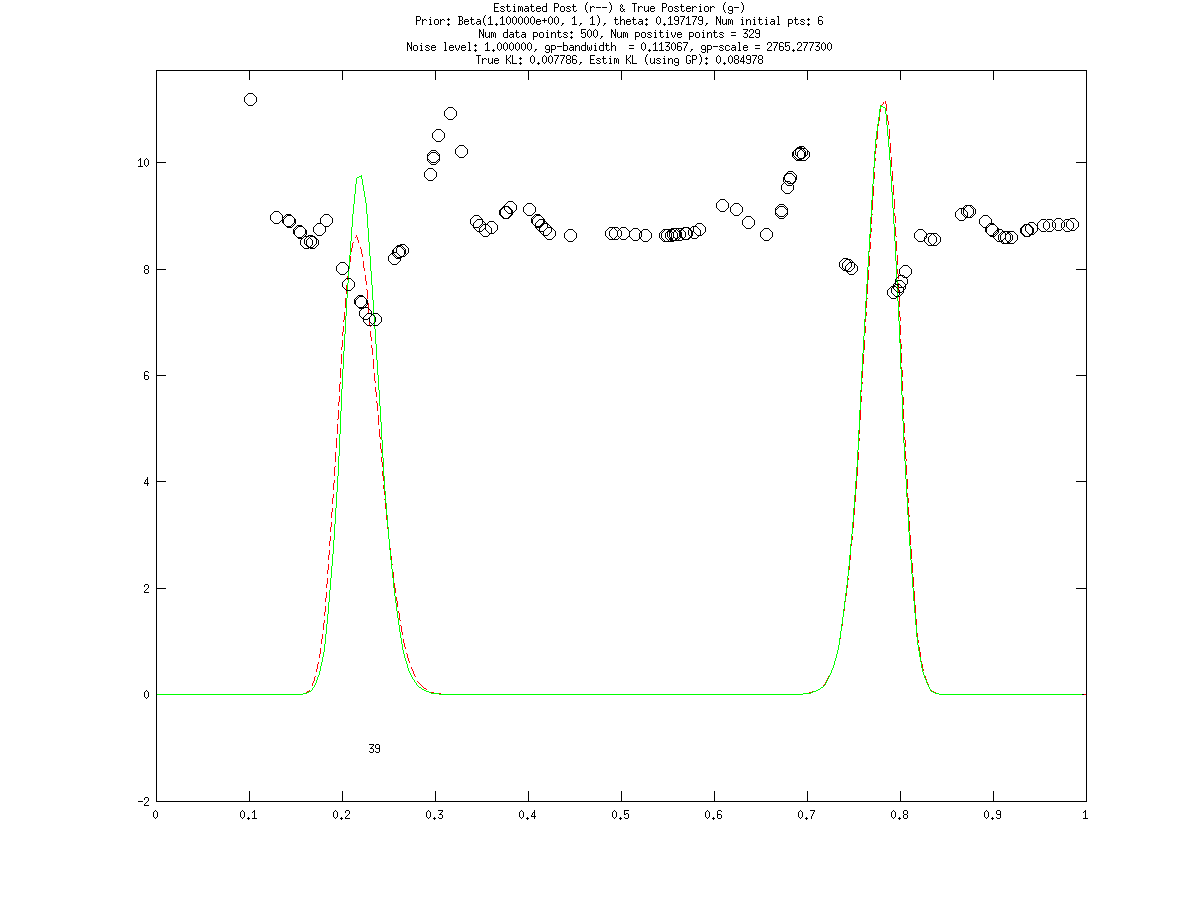 Estimated Post (r--) & True Posterior (g-)
Prior: Beta(1.100000e+00, 1, 1), theta: 0.197179, Num initial pts: 6
Num data points: 500, Num positive points = 329
Noise level: 1.000000, gp-bandwidth  = 0.113067, gp-scale = 2765.277300
True KL: 0.007786, Estim KL (using GP): 0.084978
10
8
6
4
2
0
39
-2
0 0.1 0.2 0.3 0.4 0.5 0.6 0.7 0.8 0.9 1